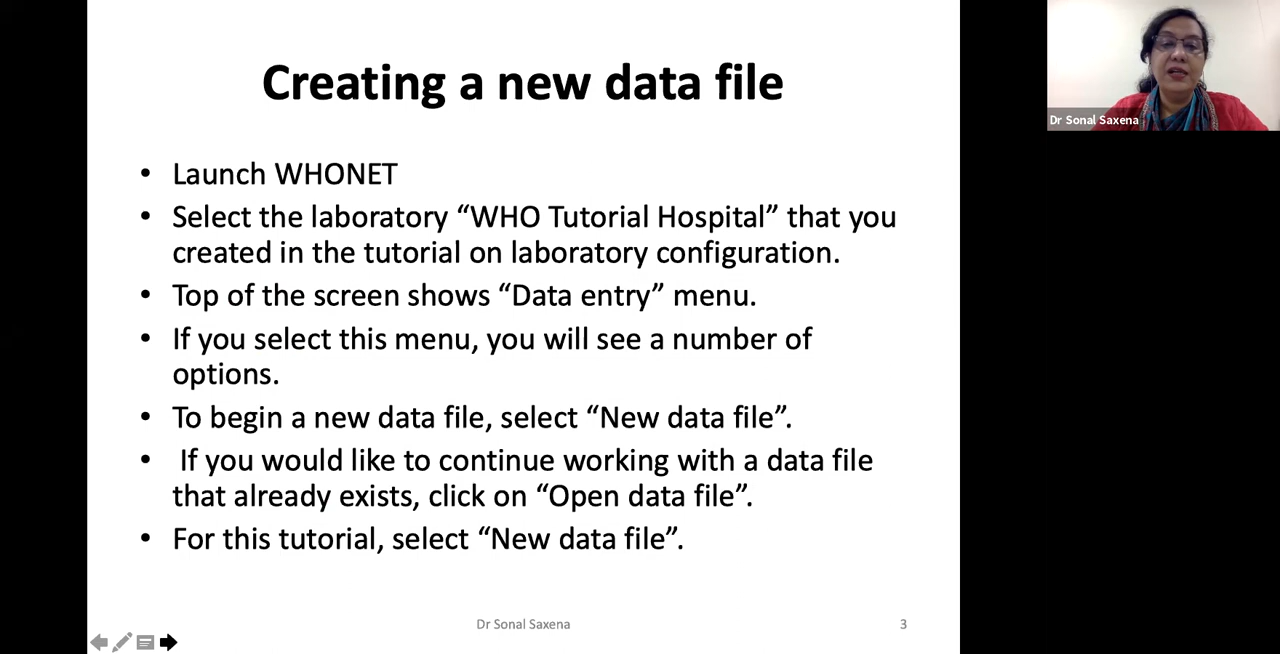 Creating a new data file
• Launch WHONET
• Select the laboratory “WHO Tutorial Hospital” that you
created in the tutorial on laboratory configuration.
• Top of the screen shows “Data entry” menu.
• If you select this menu, you will see a number of
options.
• To begin a new data file, select “New data file”.
• If you would like to continue working with a data file
that already exists, click on “Open data file”.
• For this tutorial, select “New data file”.
Dr Sonal Saxena
3
Dr Sonal Saxena